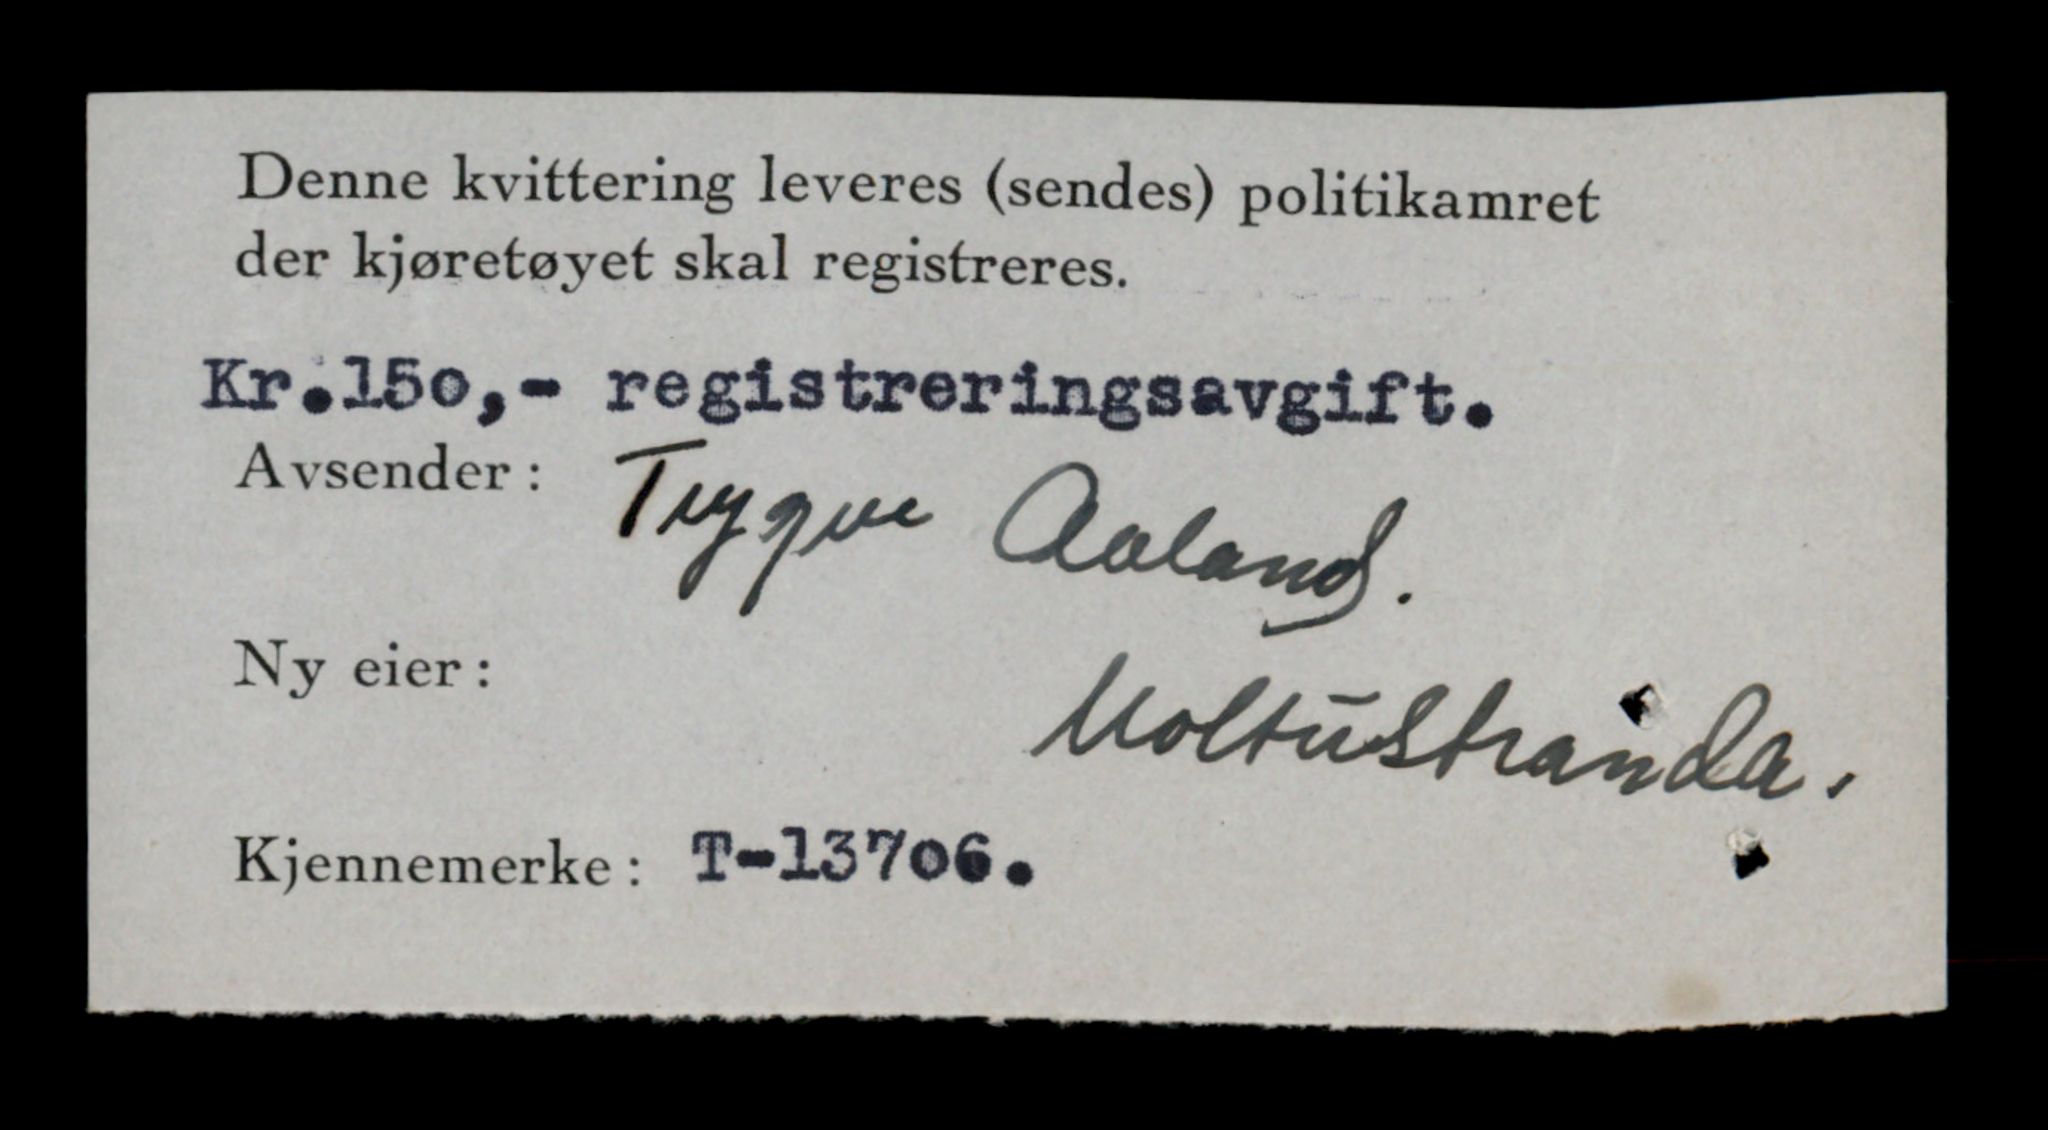 Denne kvittering leveres (sendes) politikamret
der kjøretøyet skal registreres.
Kr.150,- registreringsavgift.
Avsender: Trygve Aaland.
Ny eier:
Moltustranda.
Kjennemerke: T-13706.